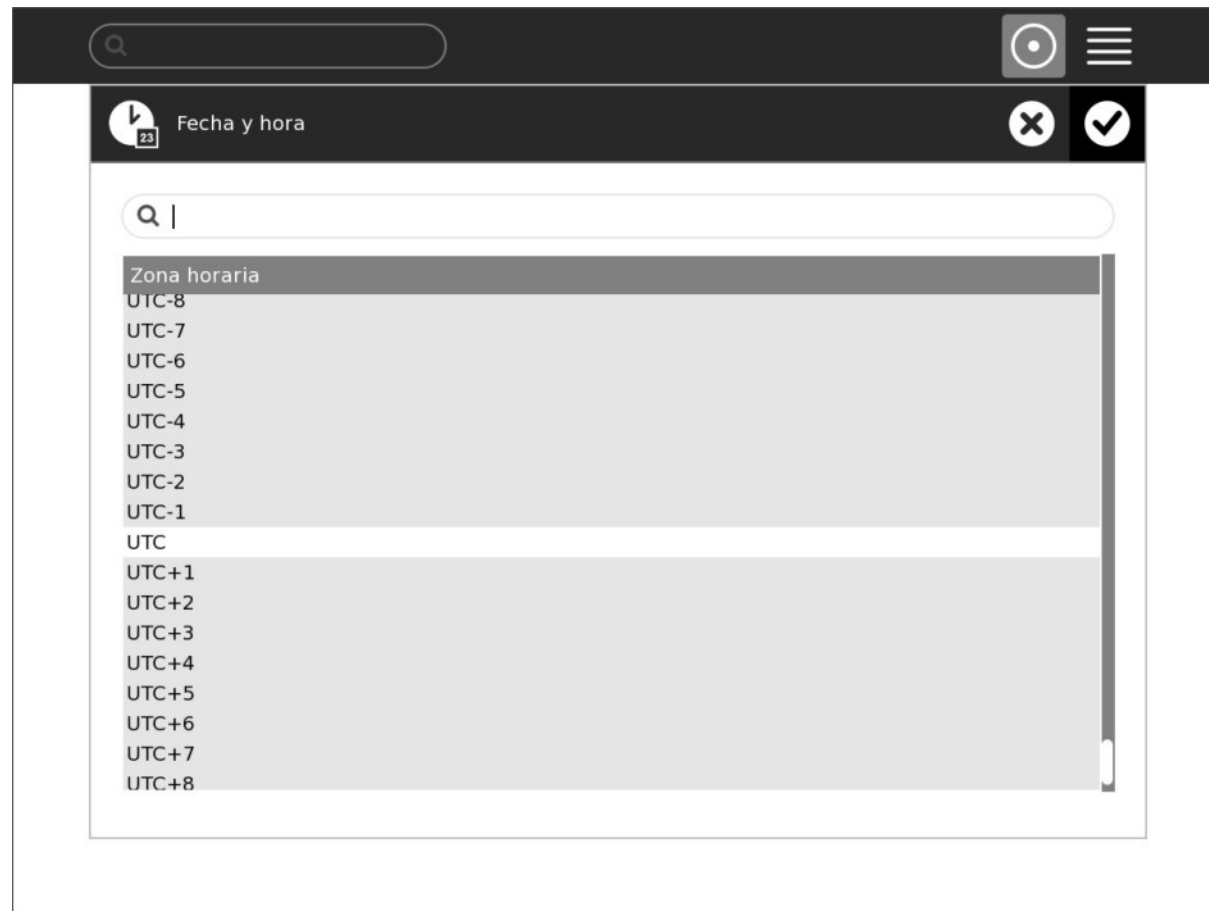 Fecha y hora
23
Zona horaria
UTC-8
UTC-7
UTC-6
UTC-5
UTC-4
UTC-3
UTC-2
UTC-1
UTC
UTC+1
UTC+2
UTC+3
UTC+4
UTC+5
UTC+6
UTC+7
UTC+8